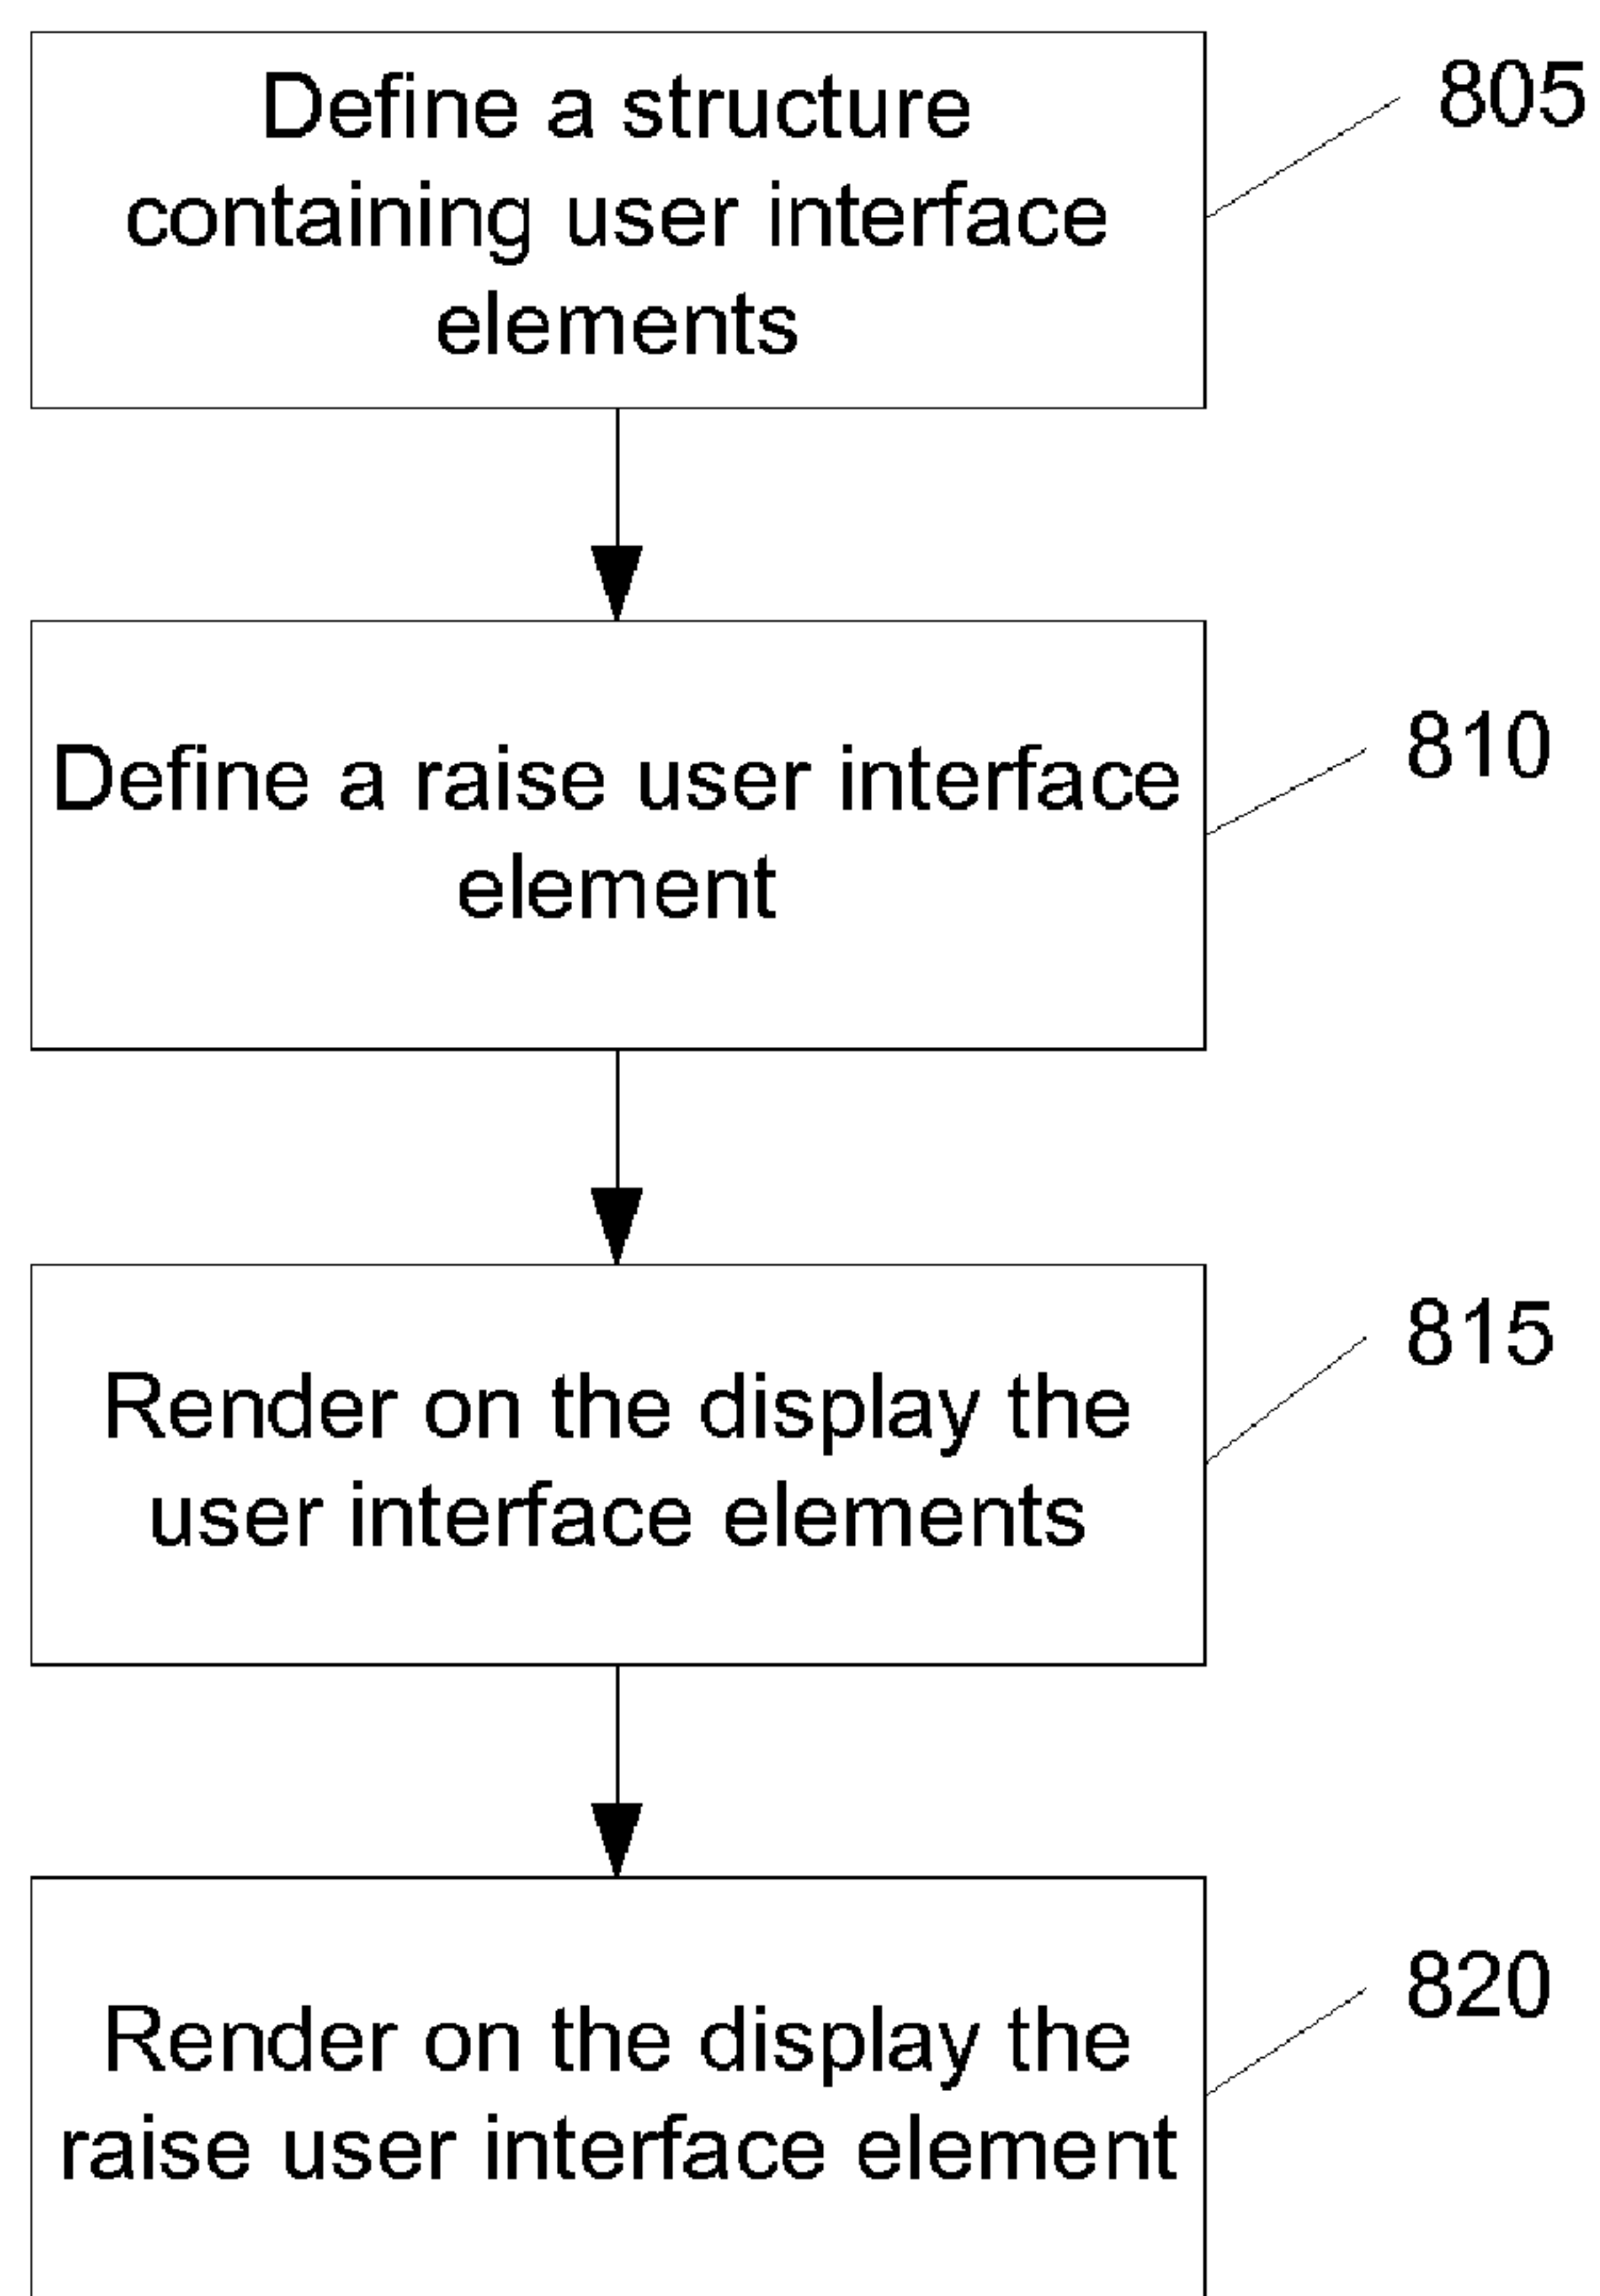 Define a structure
containing user interface
elements
805
Define a raise user interface
element
810
Render on the display the
user interface elements
815
Render on the display the
raise user interface element
820